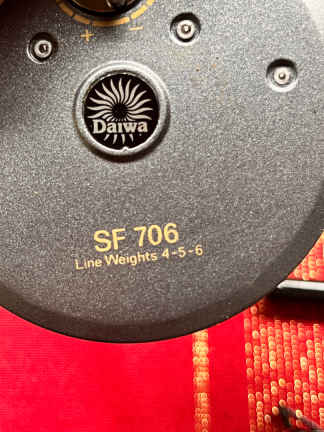 + −
Daiwa
SF 706
Line Weights 4-5-6